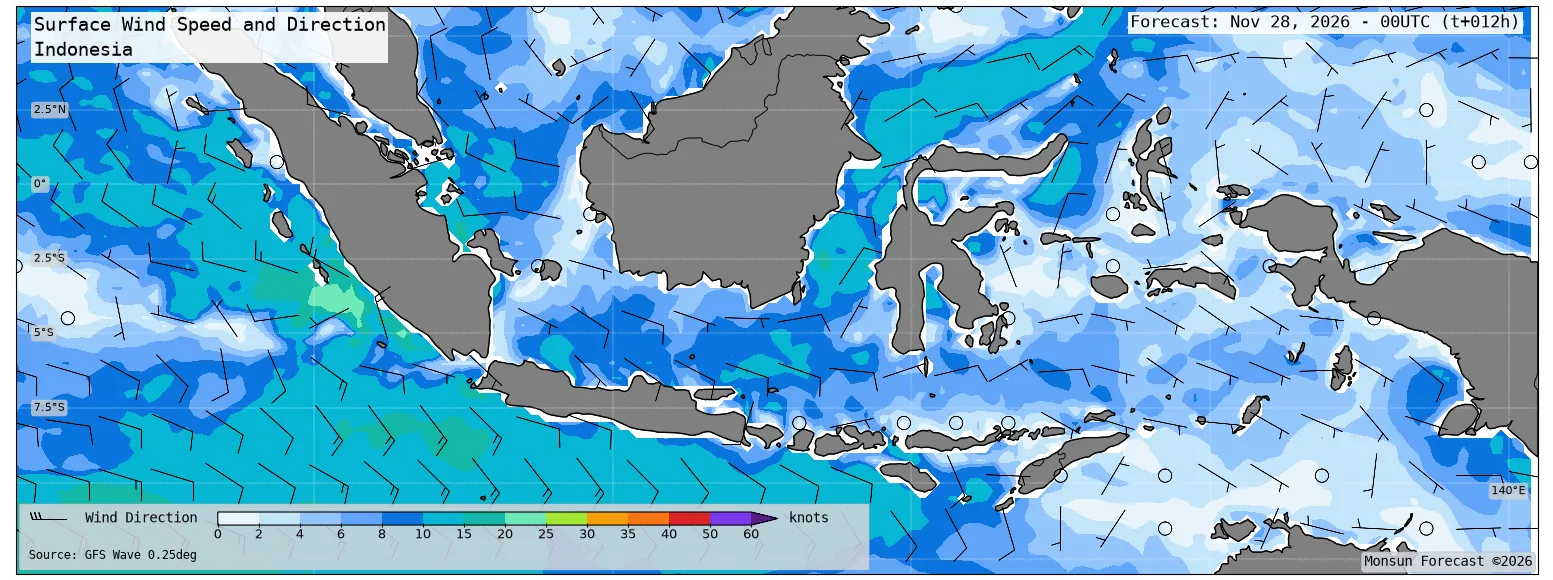 Surface Wind Speed and Direction
Indonesia
Forecast: Nov 28, 2026 - 00UTC (t+012h)
2.5°N
0°
2.5°S
5°S
7.5°S
140°E
Wind Direction
knots
0 2 4 6 8 10 15 20 25 30 35 40 50 60
Source: GFS Wave 0.25deg
Monsun Forecast ©2026